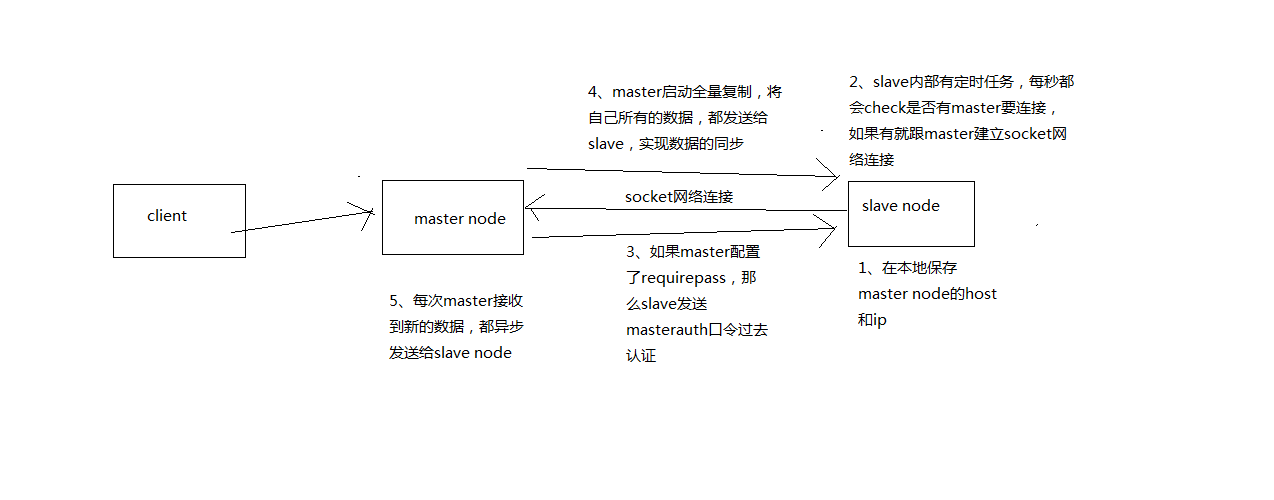 client
master node
5、每次master接收
到新的数据，都异步
发送给slave node
4、master启动全量复制，将
自己所有的数据，都发送给
slave，实现数据的同步
socket网络连接
3、如果master配置
了requirepass，那
么slave发送
masterauth口令过去
认证
2、slave内部有定时任务，每秒都
会check是否有master要连接，
如果有就跟master建立socket网
络连接
slave node
1、在本地保存
master node的host
和ip